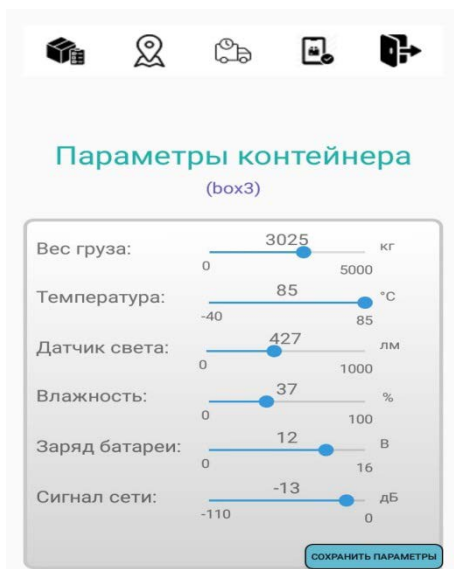 Параметры контейнера
(box3)
Вес груза: 3025 кг
0 5000
Температура: 85 °C
-40 85
Датчик света: 427 лм
0 1000
Влажность: 37 %
0 100
Заряд батареи: 12 В
0 16
Сигнал сети: -13 дБ
-110 0
СОХРАНИТЬ ПАРАМЕТРЫ